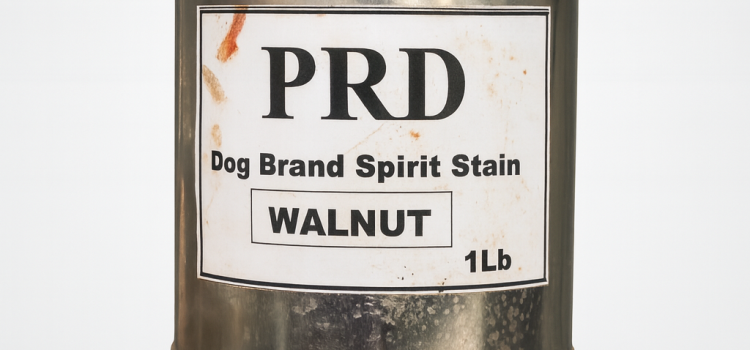 PRD
Dog Brand Spirit Stain
WALNUT
1Lb